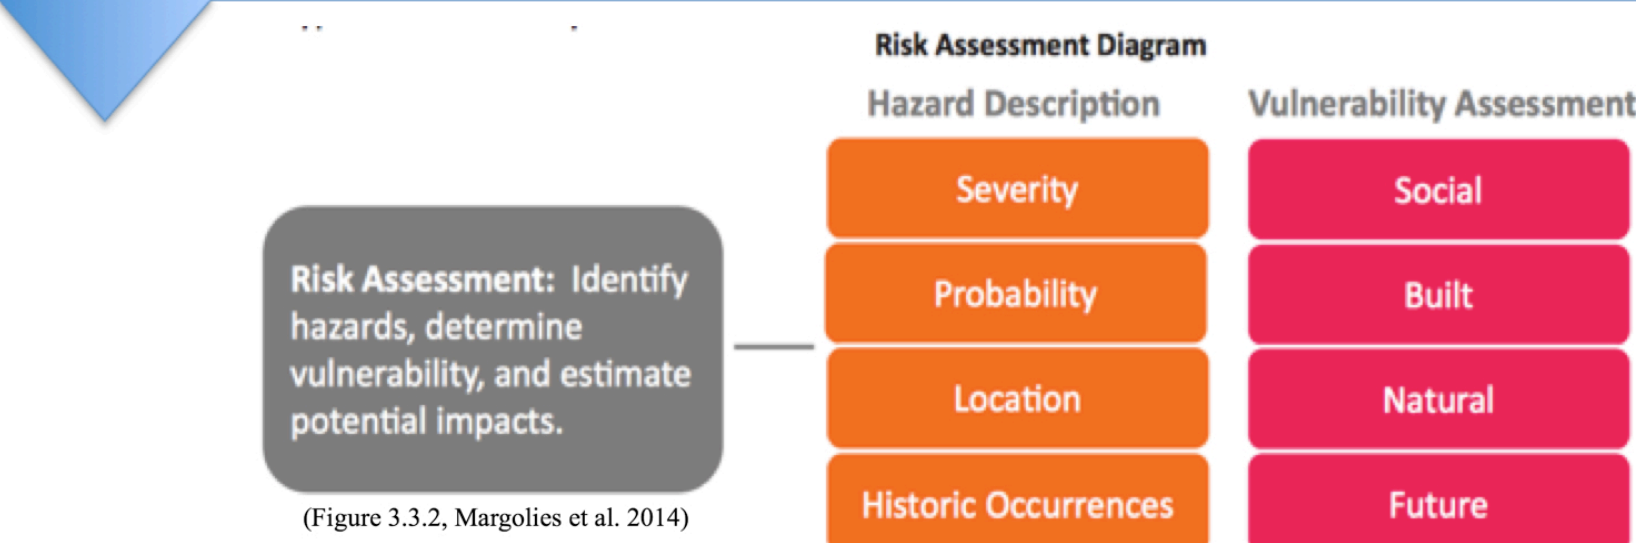 Risk Assessment Diagram
Hazard Description
Vulnerability Assessment
Severity
Social
Risk Assessment: Identify
hazards, determine
vulnerability, and estimate
potential impacts.
Probability
Built
Location
Natural
Historic Occurrences
Future
(Figure 3.3.2, Margolies et al. 2014)